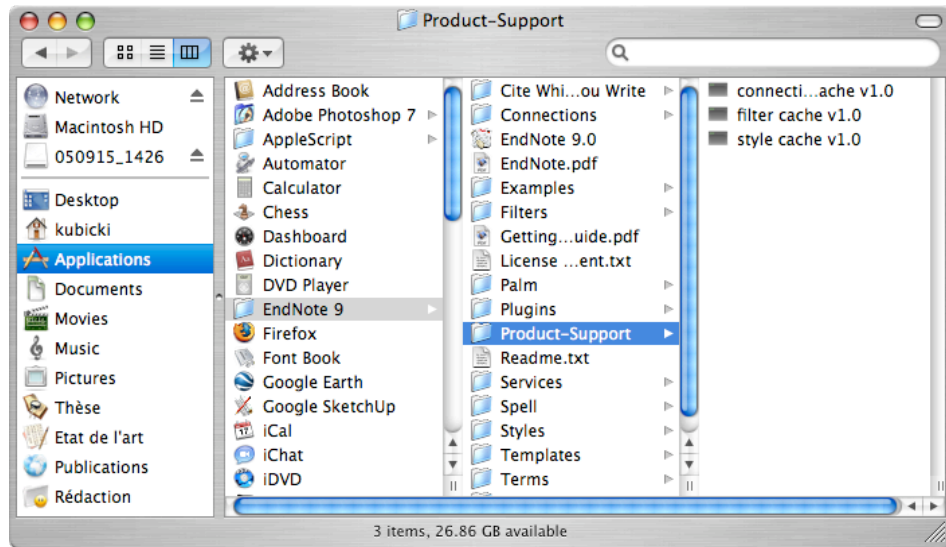 Product-Support
Network
Macintosh HD
050915_1426
Desktop
kubicki
Applications
Documents
Movies
Music
Pictures
Thèse
Etat de l'art
Publications
Rédaction
Address Book
Adobe Photoshop 7
AppleScript
Automator
Calculator
Chess
Dashboard
Dictionary
DVD Player
EndNote 9
Firefox
Font Book
Google Earth
Google SketchUp
iCal
iChat
iDVD
Cite Whi...ou Write
Connections
EndNote 9.0
EndNote.pdf
Examples
Filters
Getting...uide.pdf
License ...ent.txt
Palm
Plugins
Product-Support
Readme.txt
Services
Spell
Styles
Templates
Terms
connecti...ache v1.0
filter cache v1.0
style cache v1.0
3 items, 26.86 GB available